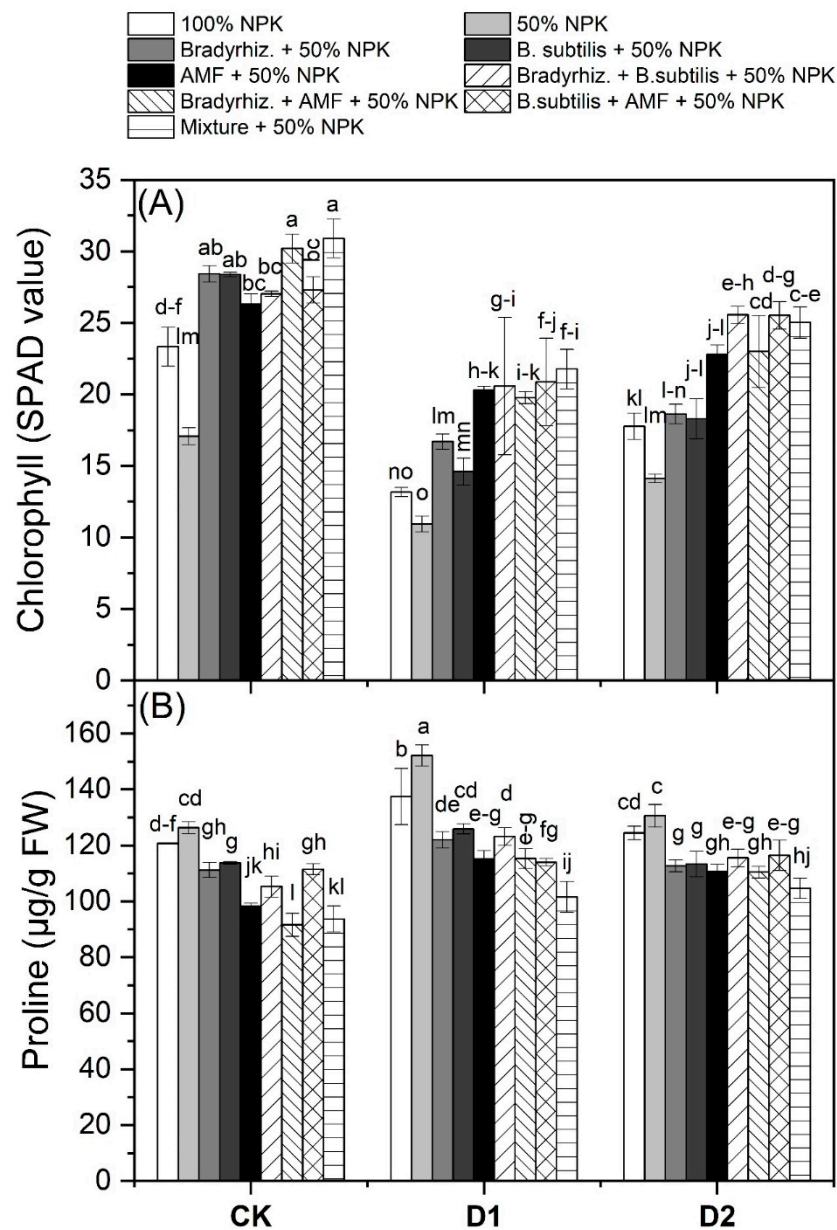 100% NPK
50% NPK
Bradyrhiz. + 50% NPK
B. subtilis + 50% NPK
AMF + 50% NPK
Bradyrhiz. + B.subtilis + 50% NPK
Bradyrhiz. + AMF + 50% NPK
B.subtilis + AMF + 50% NPK
Mixture + 50% NPK
(A)
Chlorophyll (SPAD value)
35
30
25
20
15
10
5
0
d-f
lm
ab
ab
bc
bc
a
bc
a
no
o
lm
mn
h-k
g-i
i-k
f-j
f-i
kl
lm
l-n
j-l
j-l
e-h
cd
d-g
c-e
(B)
Proline (µg/g FW)
160
140
120
100
80
60
40
20
0
d-f
cd
gh
g
jk
hi
l
gh
kl
b
a
de
cd
e-g
d
e-g
fg
ij
cd
c
g
g
gh
e-g
gh
e-g
hj
CK
D1
D2